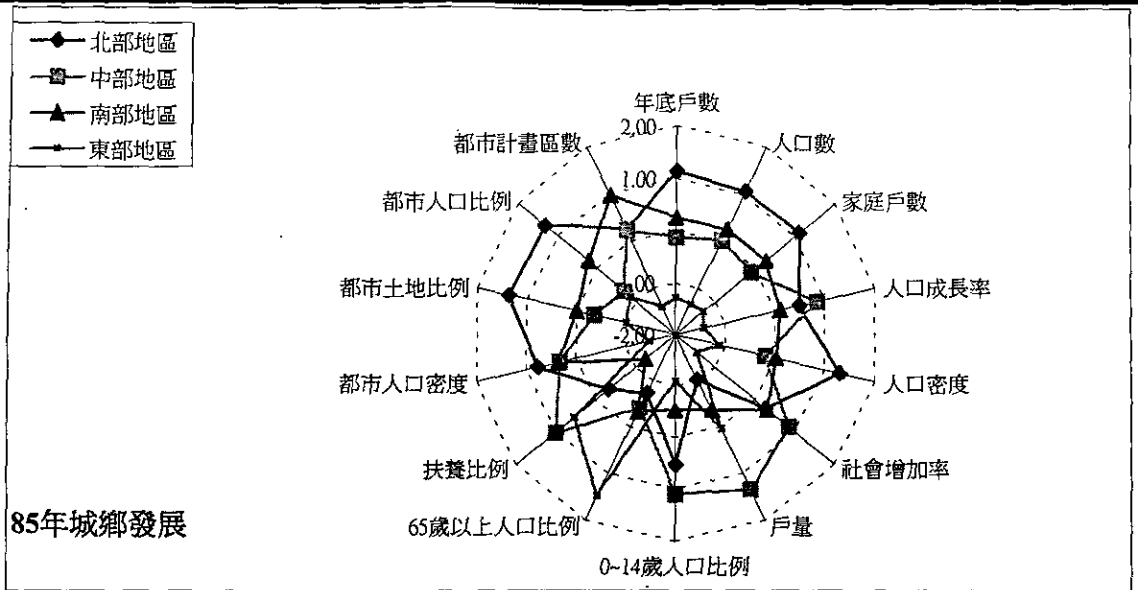 北部地區
中部地區
南部地區
東部地區
年底戶數
2,00
人口數
都市計畫區數
1.00
都市人口比例
家庭戶數
都市土地比例
人口成長率
-2,00
都市人口密度
人口密度
扶養比例
社會增加率
65歲以上人口比例
戶量
0~14歲人口比例
85年城鄉發展